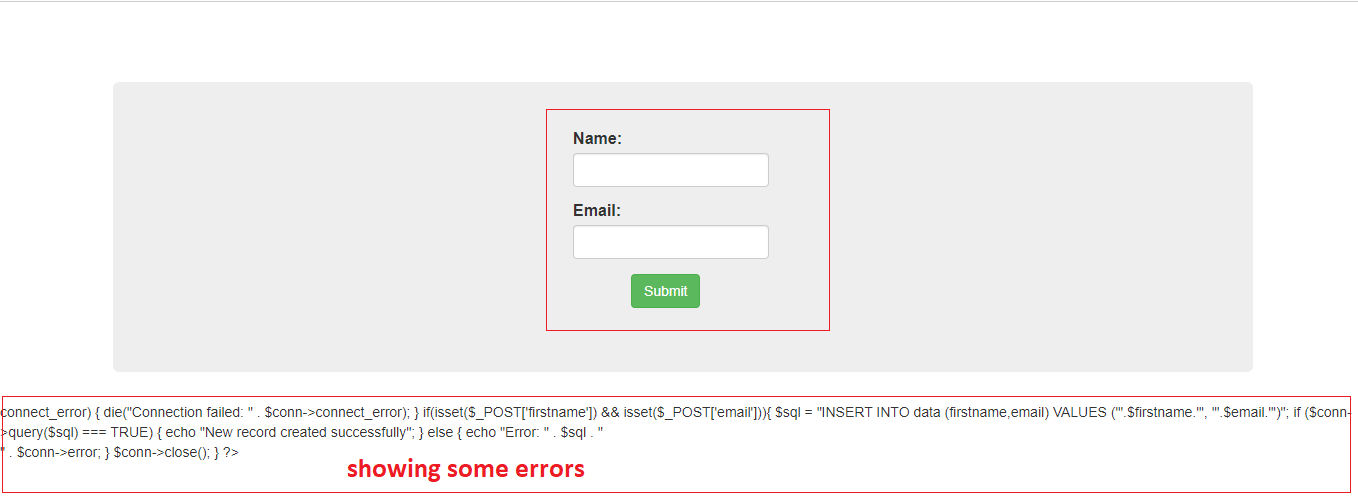 Name:
Email:
Submit
connect_error) { die("Connection failed: " . $conn->connect_error); } if(isset($_POST['firstname']) && isset($_POST['email'])){ $sql = "INSERT INTO data (firstname,email) VALUES ('".$firstname."', '".$email."')"; if ($conn-
>query($sql) === TRUE) { echo "New record created successfully"; } else { echo "Error: " . $sql . "
" . $conn->error; } $conn->close(); } ?>
showing some errors